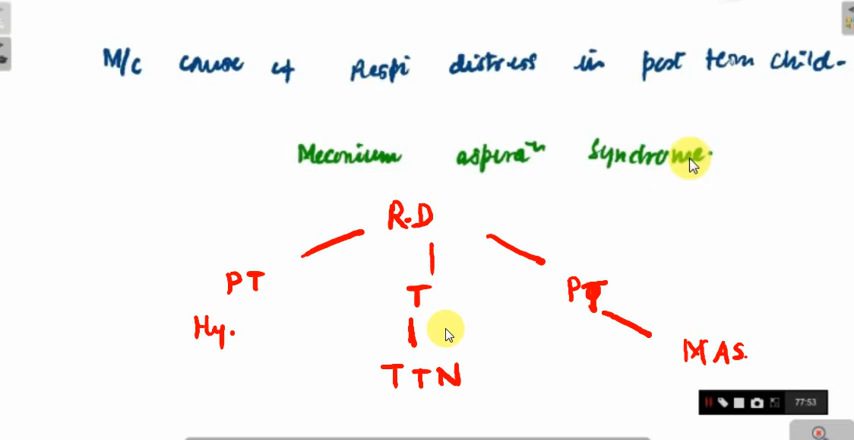 M/c cause of Respi distress in post term child.
Meconium aspiraⁿ Syndrome.
R.D
PT T PT
Hy. TTN MAS.
77:53